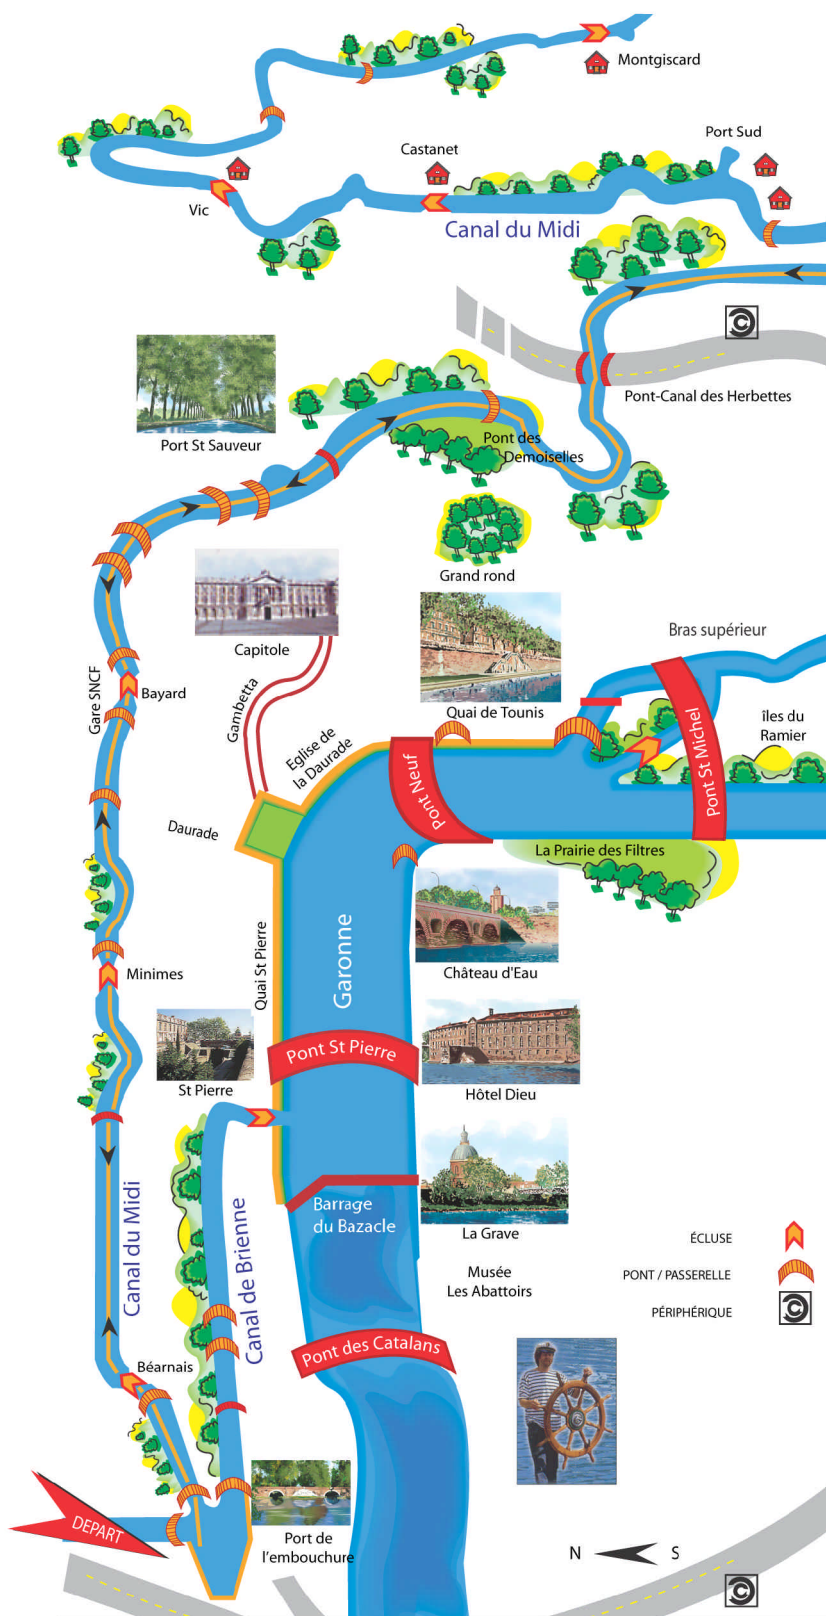 Montgiscard
Port Sud
Castanet
Vic
Canal du Midi
Pont-Canal des Herbettes
Port St Sauveur
Pont des
Demoiselles
Grand rond
Capitole
Gambetta
Gare SNCF
Bayard
Quai de Tounis
Bras supérieur
îles du
Ramier
Pont St Michel
Eglise de
la Daurade
Pont Neuf
Daurade
La Prairie des Filtres
Quai St Pierre
Garonne
Château d'Eau
Minimes
Pont St Pierre
St Pierre
Hôtel Dieu
Canal du Midi
Canal de Brienne
Barrage
du Bazacle
La Grave
Musée
Les Abattoirs
ÉCLUSE
PONT / PASSERELLE
PÉRIPHÉRIQUE
Pont des Catalans
Béarnais
DEPART
Port de
l'embouchure
N S